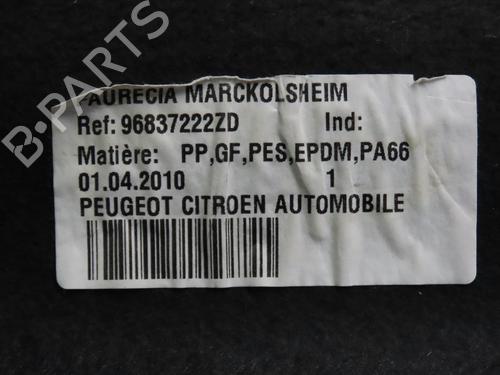 FAURECIA MARCKOLSHEIM
Ref: 96837222ZD Ind:
Matière: PP,GF,PES,EPDM,PA66
01.04.2010 1
PEUGEOT CITROEN AUTOMOBILE
B-PARTS